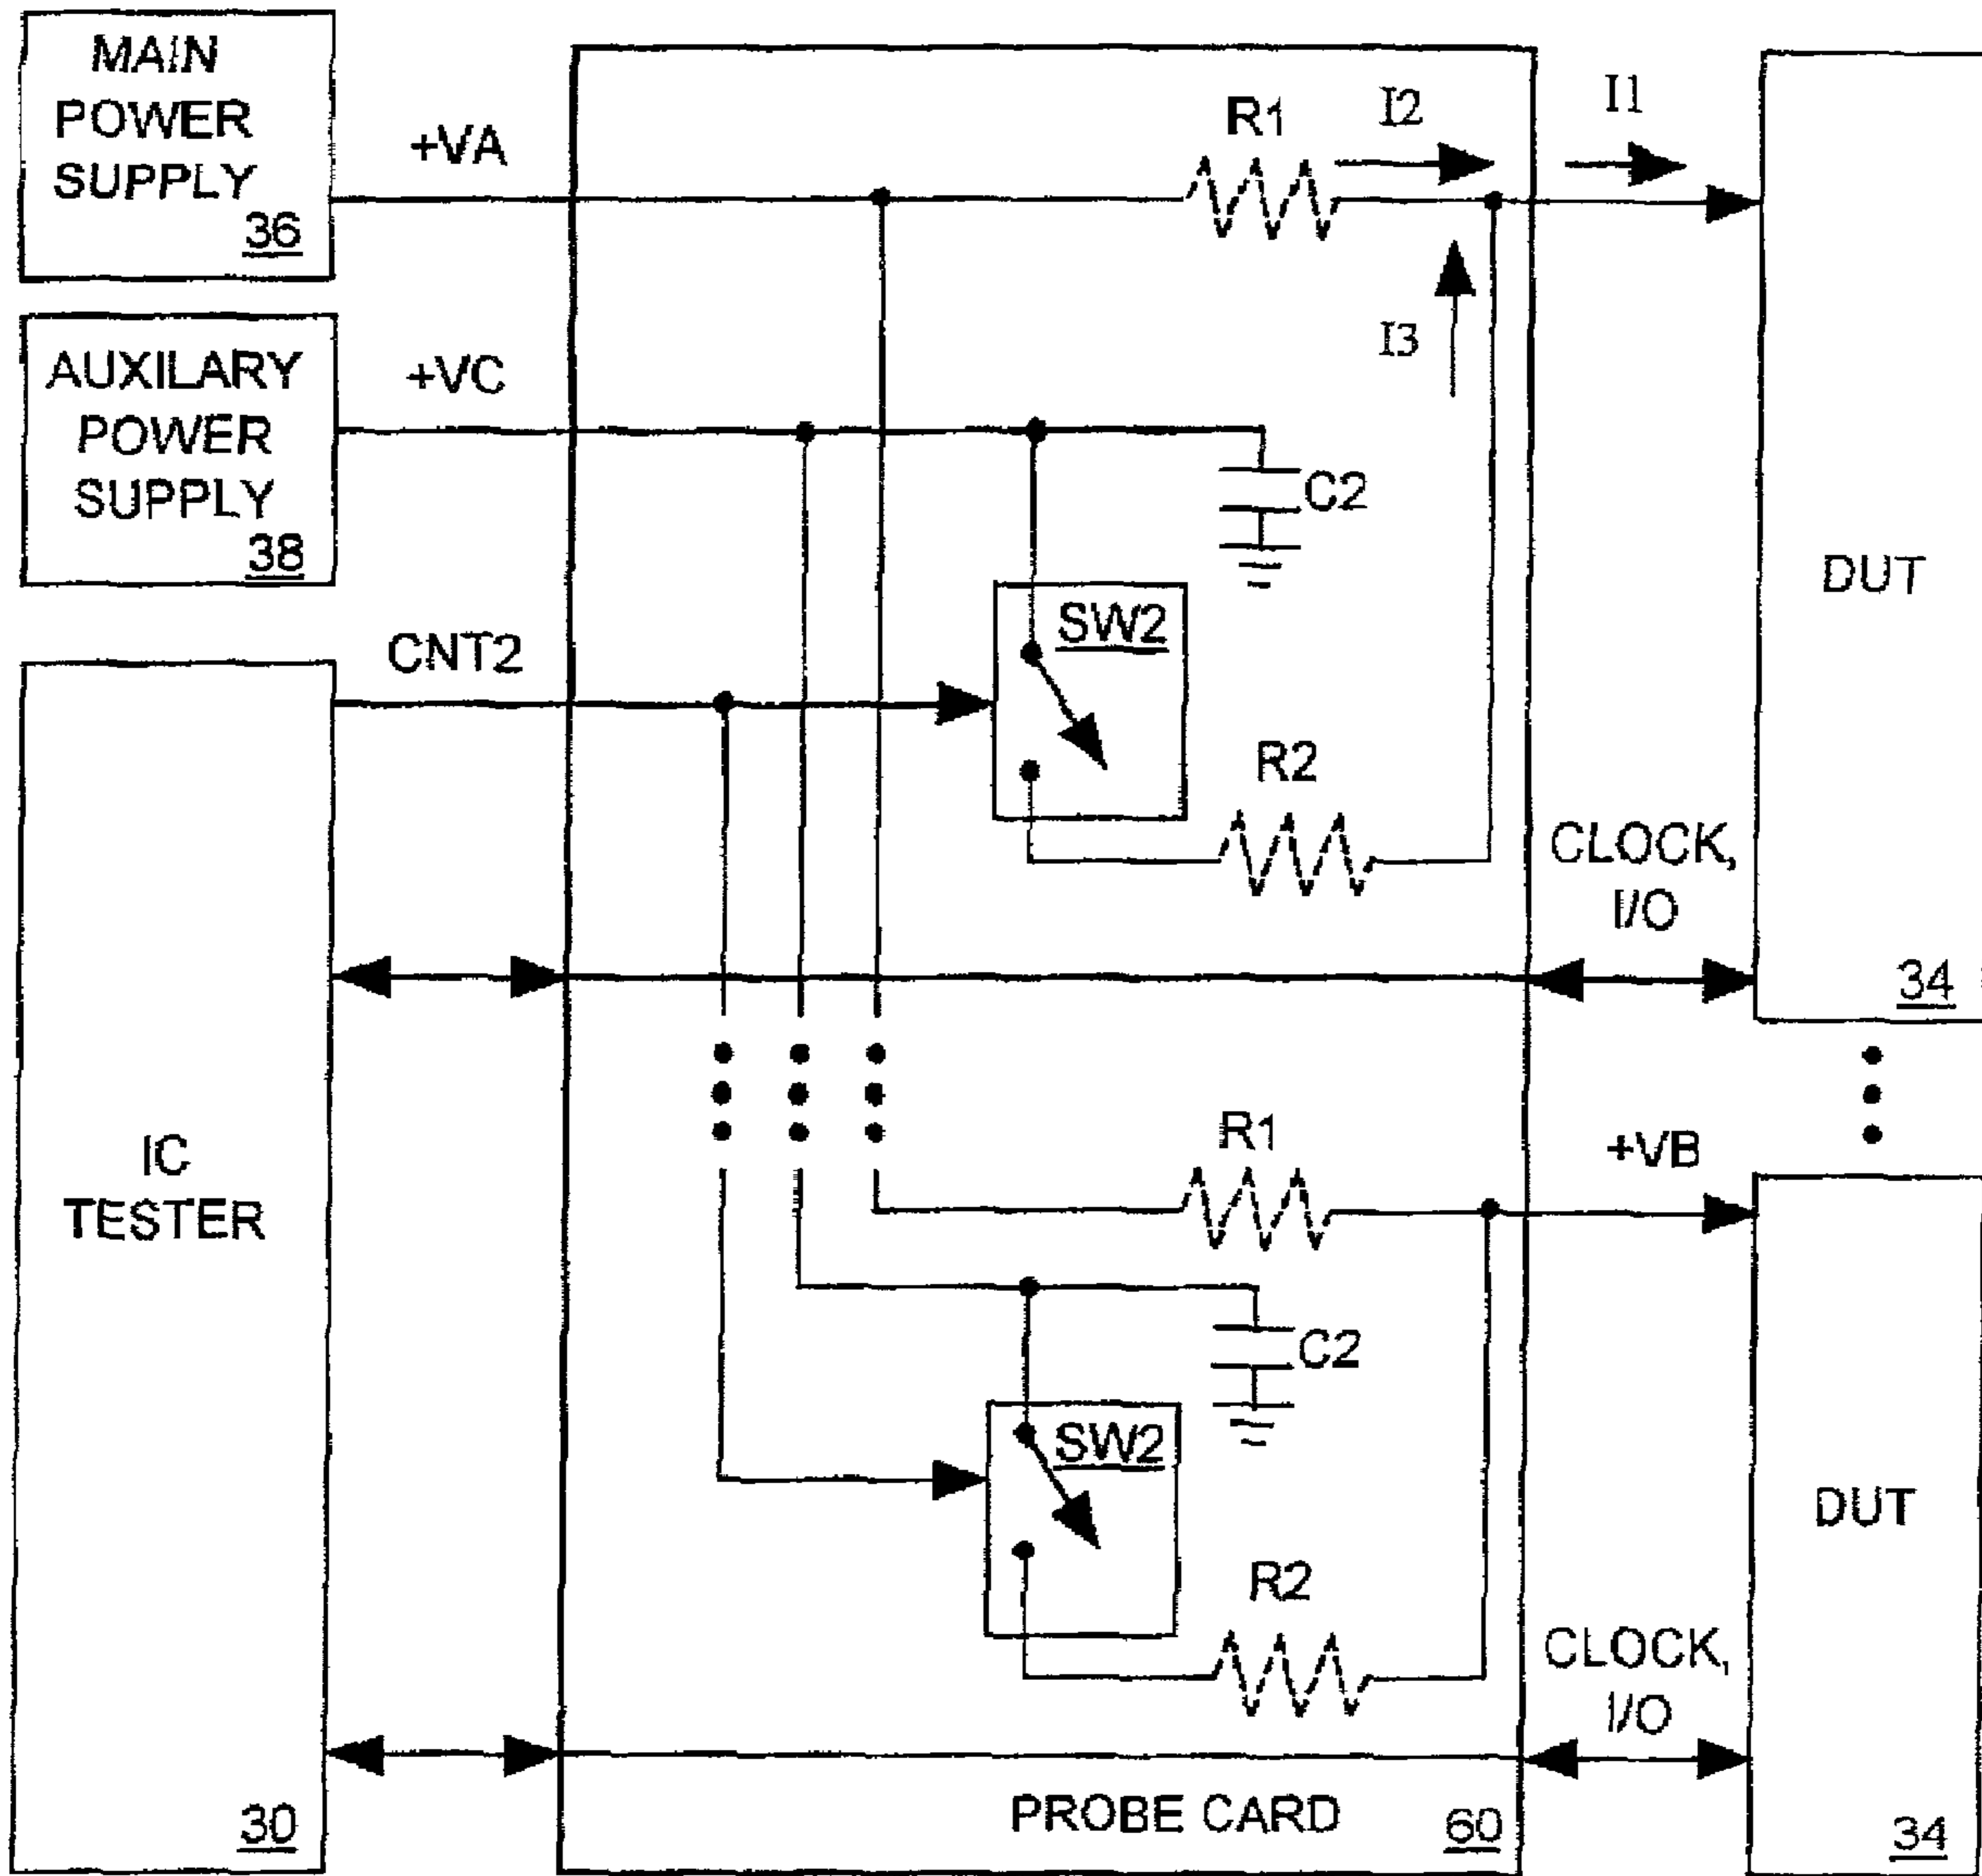 MAIN
POWER
SUPPLY
36
+VA
R1
I2
I1
AUXILARY
POWER
SUPPLY
38
+VC
I3
C2
DUT
34
CNT2
SW2
R2
CLOCK,
I/O
IC
TESTER
30
R1
+VB
C2
SW2
R2
DUT
34
CLOCK,
I/O
PROBE CARD
60